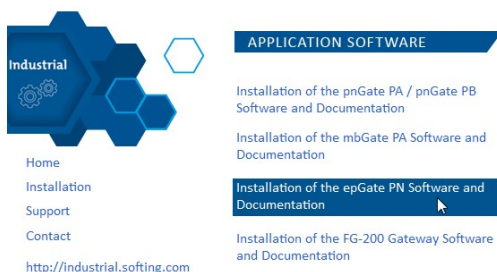 Industrial
Home
Installation
Support
Contact
http://industrial.softing.com
APPLICATION SOFTWARE
Installation of the pnGate PA / pnGate PB
Software and Documentation
Installation of the mbGate PA Software and
Documentation
Installation of the epGate PN Software and
Documentation
Installation of the FG-200 Gateway Software
and Documentation